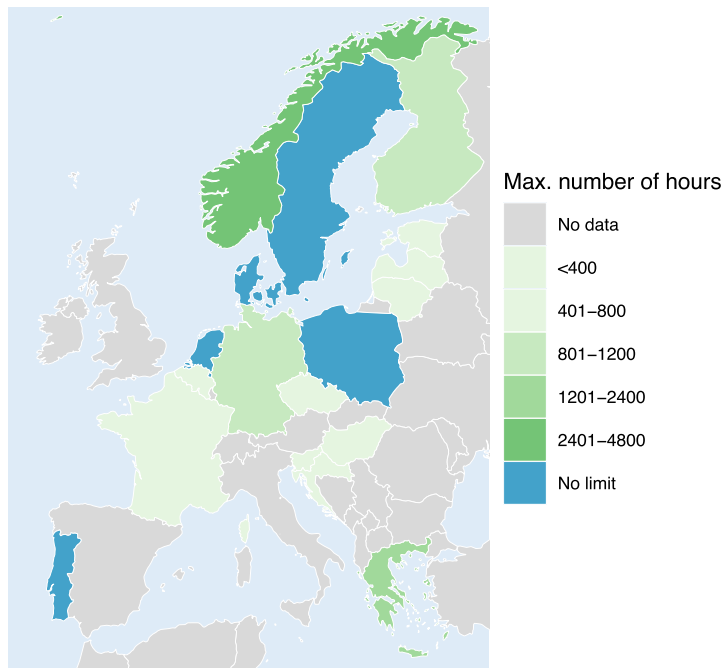 Max. number of hours
No data
<400
401–800
801–1200
1201–2400
2401–4800
No limit